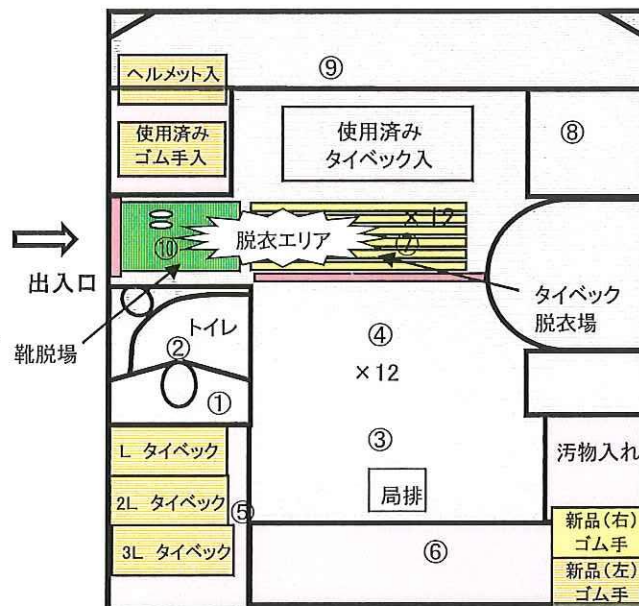 ⑨
ヘルメット入
使用済み
ゴム手入
使用済み
タイベック入
⑧
×12
⑦
脱衣エリア
⑩
出入口
タイベック
脱衣場
靴脱場
トイレ
②
①
④
×12
③
局排
L タイベック
2L タイベック
3L タイベック
⑤
⑥
汚物入れ
新品(右)
ゴム手
新品(左)
ゴム手